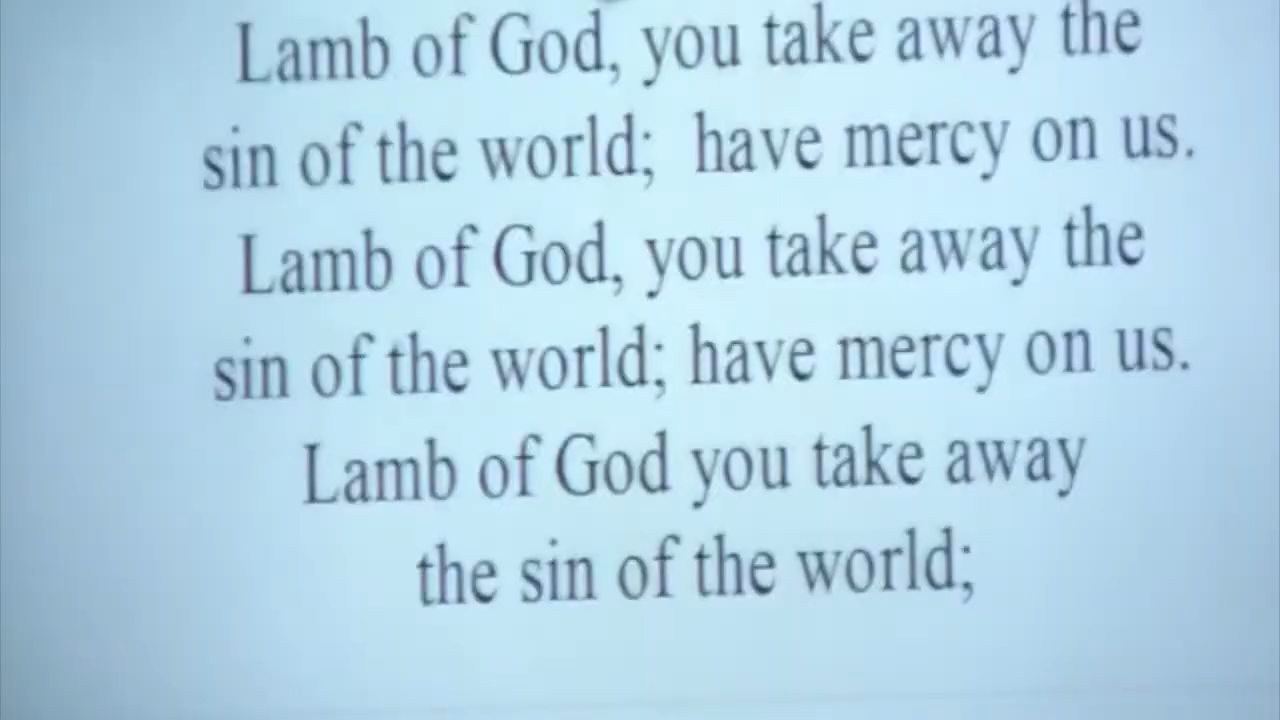 Lamb of God, you take away the
sin of the world;  have mercy on us.
Lamb of God, you take away the
sin of the world; have mercy on us.
Lamb of God you take away
the sin of the world;